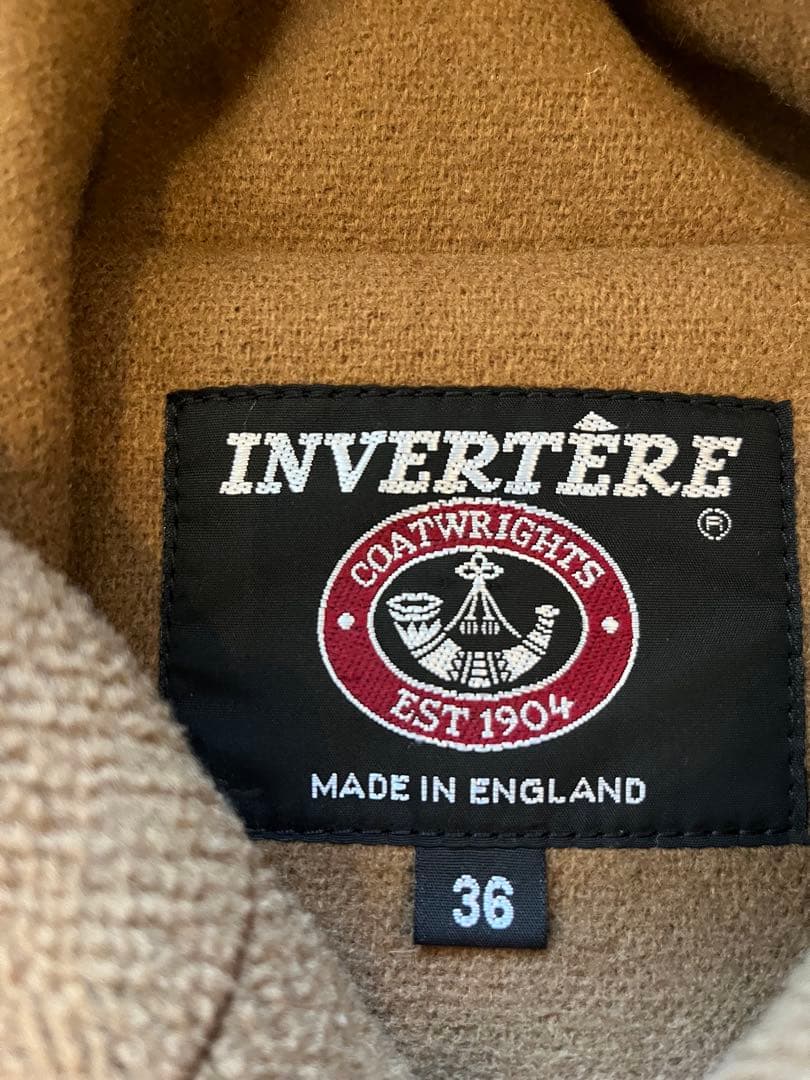 INVERTÊRE
®
COATWRIGHTS
EST 1904
MADE IN ENGLAND
36